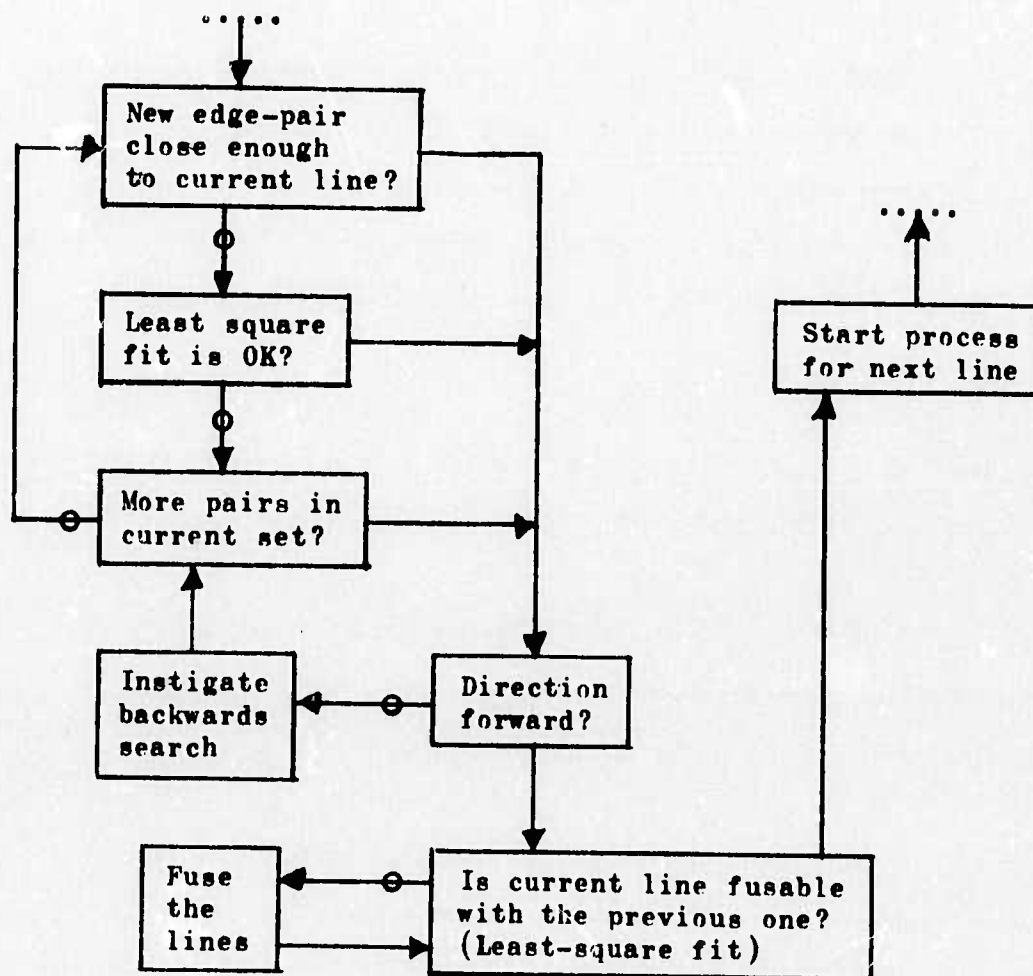 New edge-pair
close enough
to current line?
Least square
fit is OK?
More pairs in
current set?
Instigate
backwards
search
Direction
forward?
Fuse
the
lines
Is current line fusable
with the previous one?
(Least-square fit)
Start process
for next line